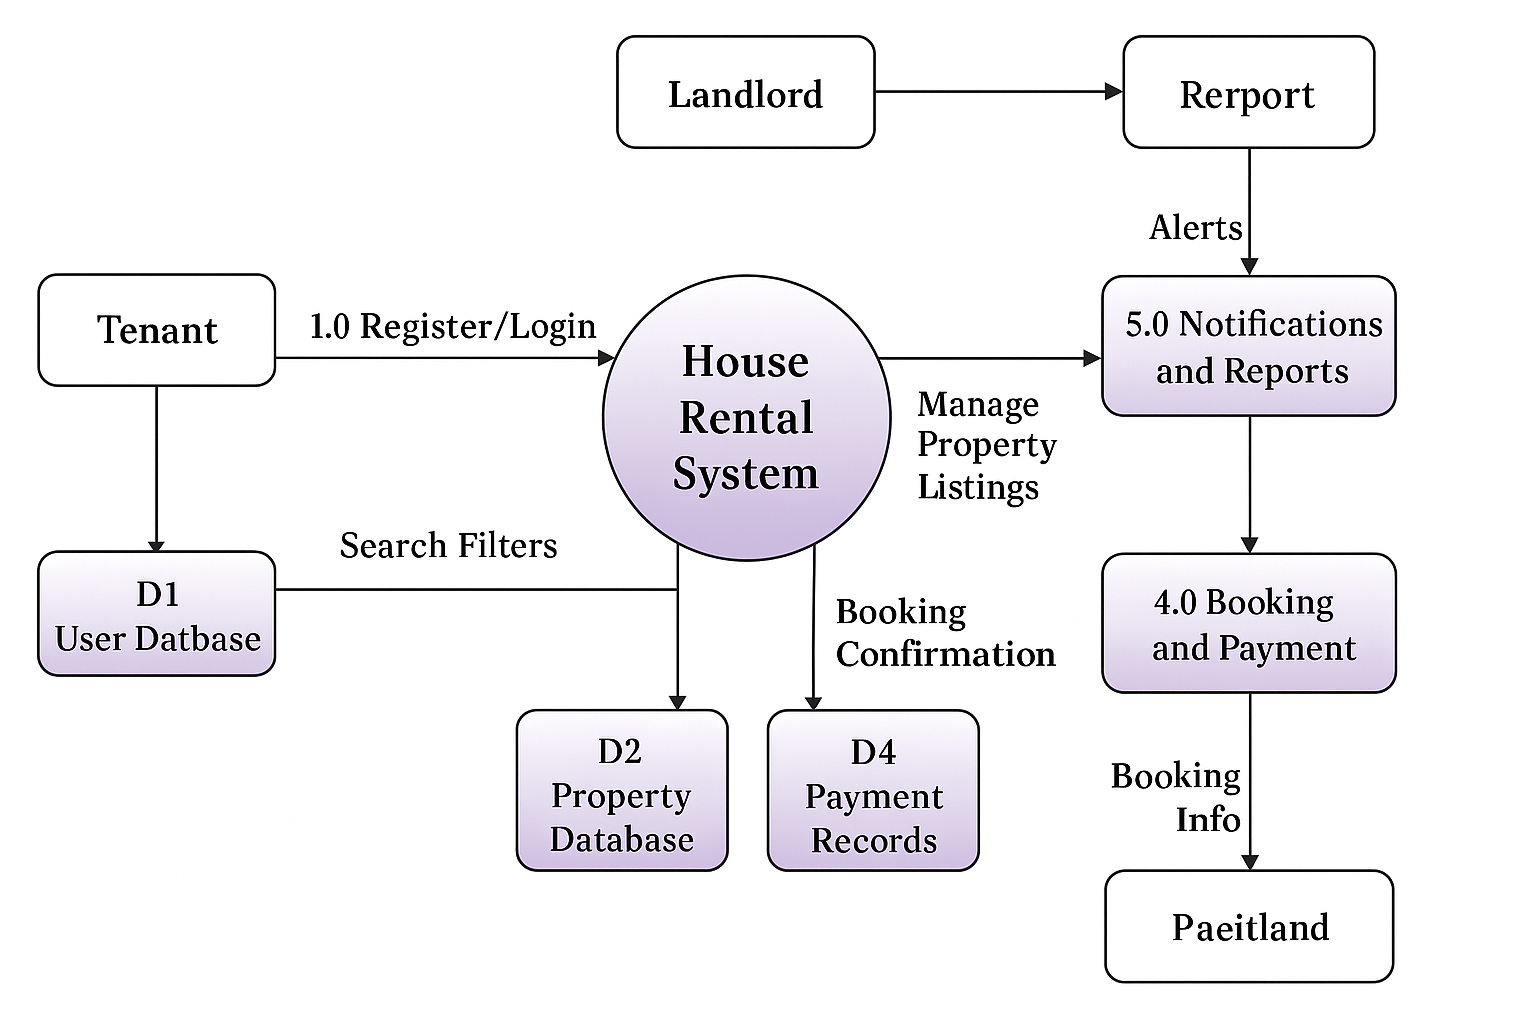 Landlord
Rerport
Alerts
Tenant
1.0 Register/Login
House
Rental
System
5.0 Notifications
and Reports
Manage
Property
Listings
Search Filters
D1
User Datbase
Booking
Confirmation
4.0 Booking
and Payment
D2
Property
Database
D4
Payment
Records
Booking
Info
Paeitland